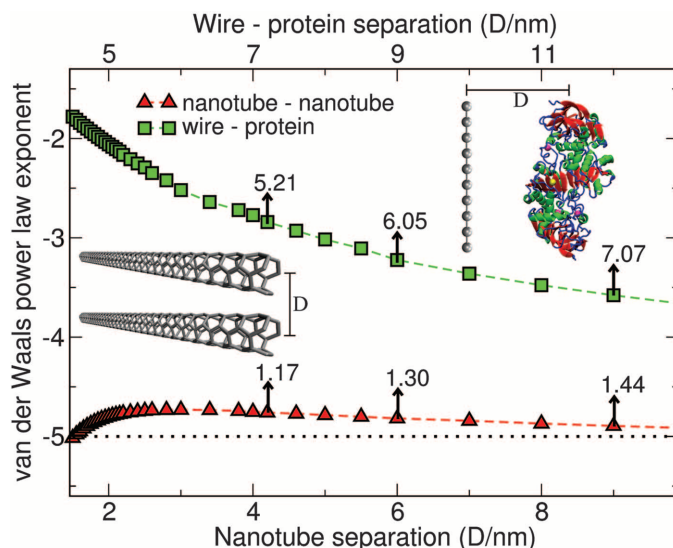 Wire - protein separation (D/nm)
5 7 9 11
nanotube - nanotube
wire - protein
D
-2
-3
-4
-5
van der Waals power law exponent
5.21
6.05
7.07
D
1.17
1.30
1.44
2 4 6 8
Nanotube separation (D/nm)